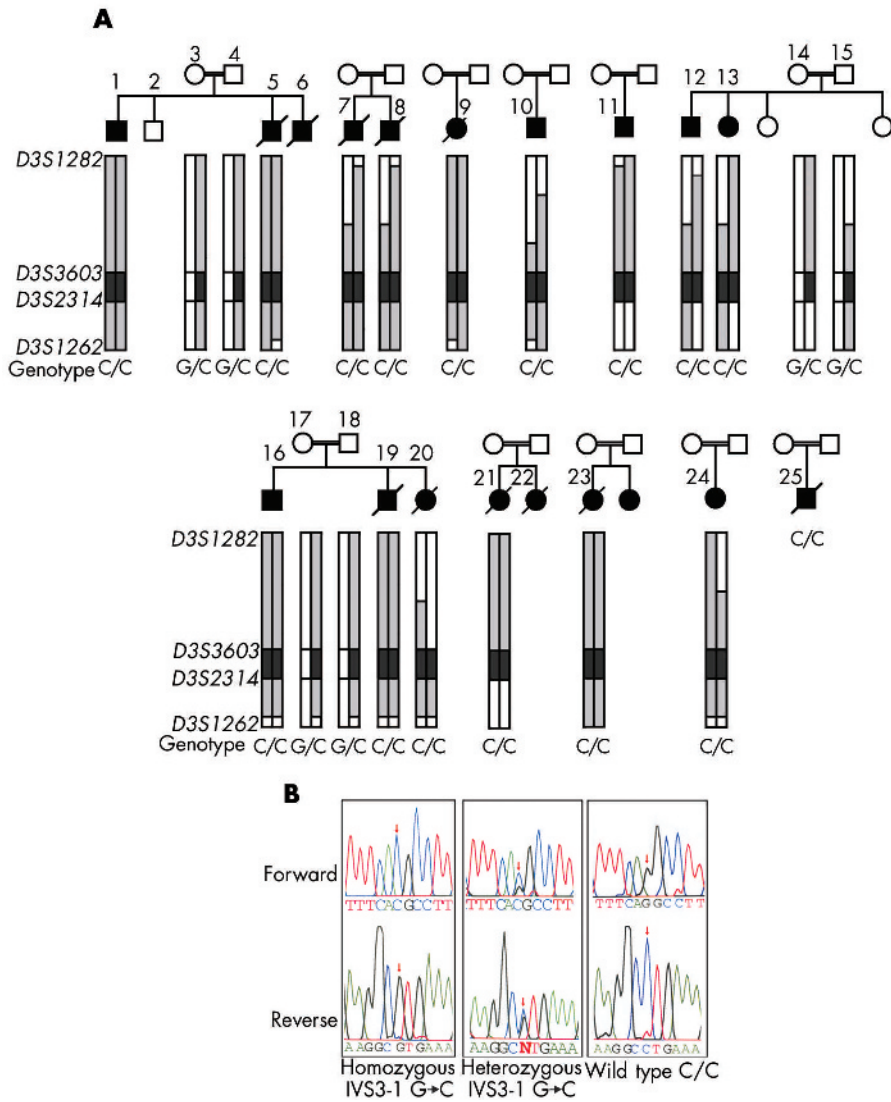 A
3 4 14 15
1 2 5 6 7 8 9 10 11 12 13
D3S1282
D3S3603
D3S2314
D3S1262
Genotype C/C G/C G/C C/C C/C C/C C/C C/C C/C C/C C/C G/C G/C
17 18
16 19 20 21 22 23 24 25
D3S1282 C/C
D3S3603
D3S2314
D3S1262
Genotype C/C G/C G/C C/C C/C C/C C/C C/C
B
Forward
TTTCACGCCTT TTTCACGCCTT TTTCAGGCCTT
Reverse
AAGGCGTGAAA AAGGCNTGAAA AAGGCCTGAAA
Homozygous Heterozygous Wild type C/C
IVS3-1 G→C IVS3-1 G→C